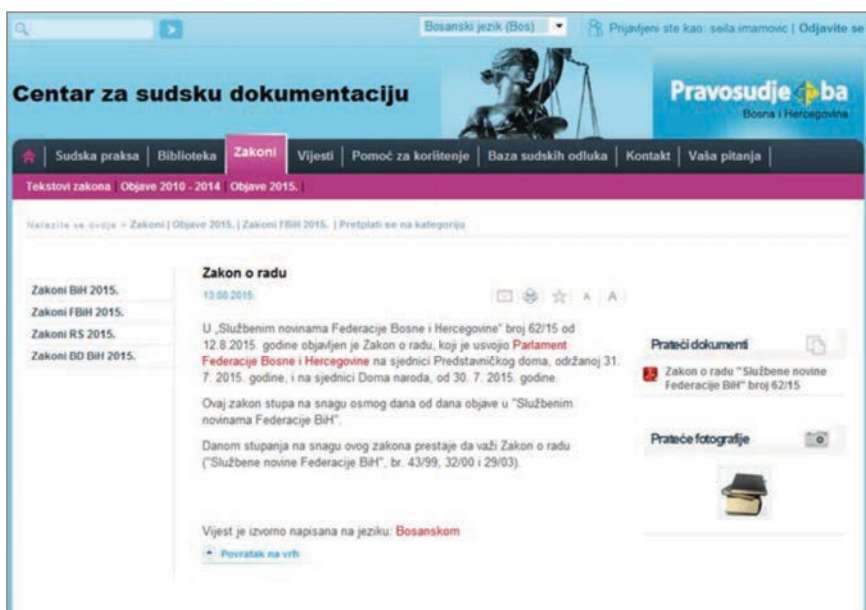 Bosanski jezik (Bos)
Prijavljeni ste kao: seila imamovic | Odjavite se
Centar za sudsku dokumentaciju
Pravosudje ba
Bosna i Hercegovina
Sudska praksa | Biblioteka | Zakoni | Vijesti | Pomoć za korištenje | Baza sudskih odluka | Kontakt | Vaša pitanja |
Tekstovi zakona | Objave 2010 - 2014 | Objave 2015. |
Nalazite se ovdje > Zakoni | Objave 2015. | Zakoni FBiH 2015. | Pretplati se na kategoriju
Zakoni BiH 2015.
Zakoni FBiH 2015.
Zakoni RS 2015.
Zakoni BD BiH 2015.
Zakon o radu
13.08.2015.
A A
U „Službenim novinama Federacije Bosne i Hercegovine“ broj 62/15 od
12.8.2015. godine objavljen je Zakon o radu, koji je usvojio Parlament
Federacije Bosne i Hercegovine na sjednici Predstavničkog doma, održanoj 31.
7. 2015. godine, i na sjednici Doma naroda, od 30. 7. 2015. godine.
Ovaj zakon stupa na snagu osmog dana od dana objave u "Službenim
novinama Federacije BiH".
Danom stupanja na snagu ovog zakona prestaje da važi Zakon o radu
("Službene novine Federacije BiH", br. 43/99, 32/00 i 29/03).
Vijest je izvorno napisana na jeziku: Bosanskom
Povratak na vrh
Prateći dokumenti
Zakon o radu "Službene novine
Federacije BiH" broj 62/15
Prateće fotografije